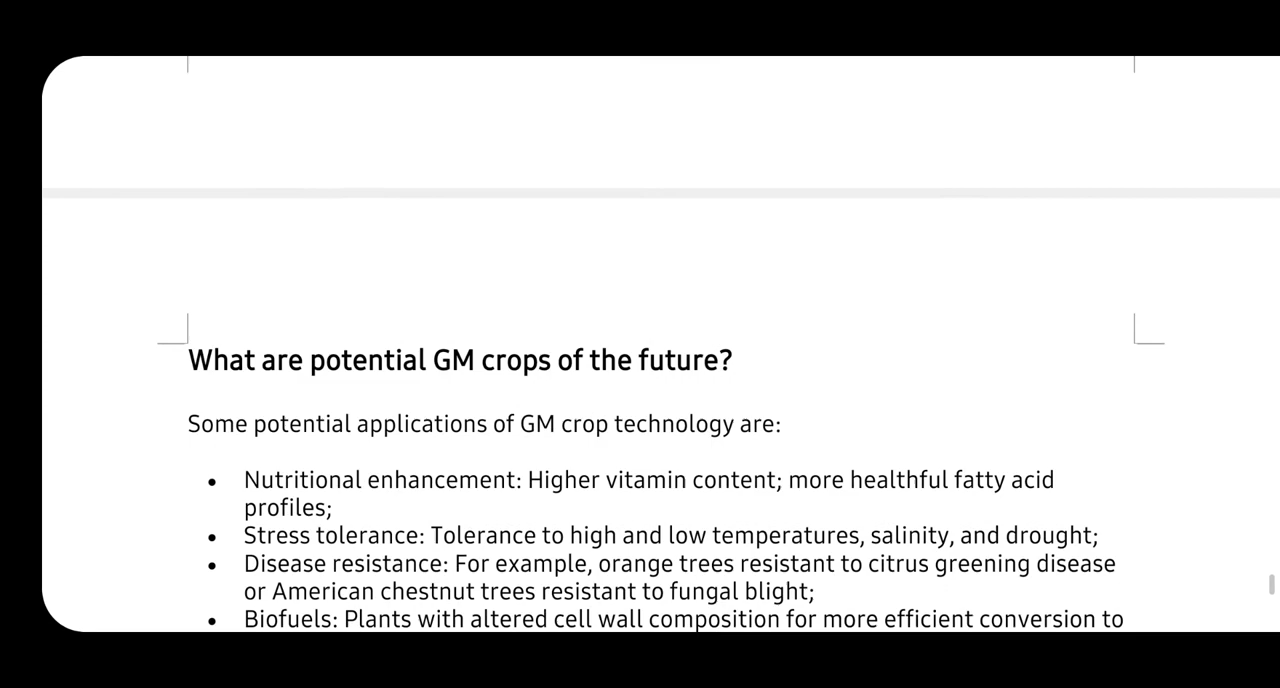 What are potential GM crops of the future?
Some potential applications of GM crop technology are:
• Nutritional enhancement: Higher vitamin content; more healthful fatty acid
profiles;
• Stress tolerance: Tolerance to high and low temperatures, salinity, and drought;
• Disease resistance: For example, orange trees resistant to citrus greening disease
or American chestnut trees resistant to fungal blight;
• Biofuels: Plants with altered cell wall composition for more efficient conversion to